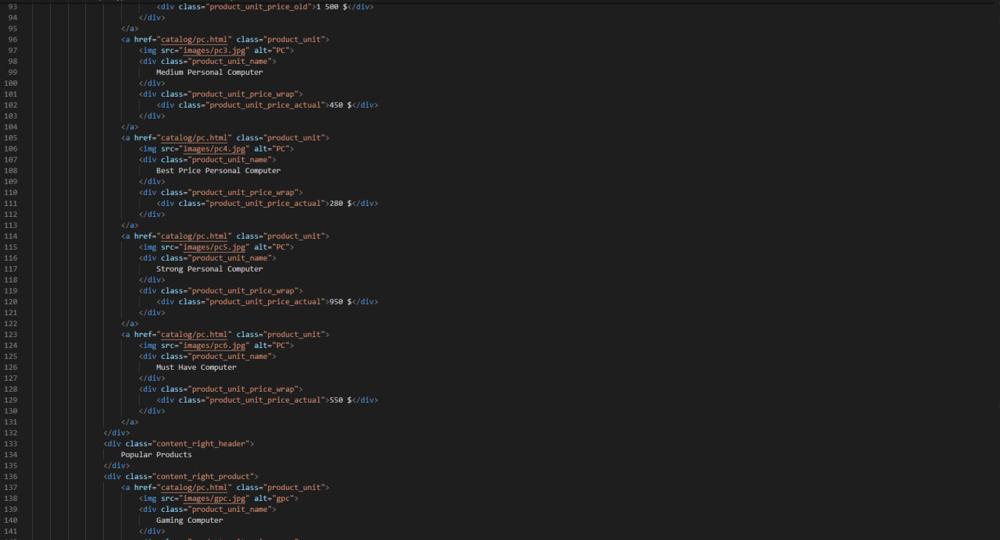 93 <div class="product_unit_price_old">1 500 $</div>
94 </div>
95 </a>
96 <a href="catalog/pc.html" class="product_unit">
97 <img src="images/pc3.jpg" alt="PC">
98 <div class="product_unit_name">
99 Medium Personal Computer
100 </div>
101 <div class="product_unit_price_wrap">
102 <div class="product_unit_price_actual">450 $</div>
103 </div>
104 </a>
105 <a href="catalog/pc.html" class="product_unit">
106 <img src="images/pc4.jpg" alt="PC">
107 <div class="product_unit_name">
108 Best Price Personal Computer
109 </div>
110 <div class="product_unit_price_wrap">
111 <div class="product_unit_price_actual">280 $</div>
112 </div>
113 </a>
114 <a href="catalog/pc.html" class="product_unit">
115 <img src="images/pc5.jpg" alt="PC">
116 <div class="product_unit_name">
117 Strong Personal Computer
118 </div>
119 <div class="product_unit_price_wrap">
120 <div class="product_unit_price_actual">950 $</div>
121 </div>
122 </a>
123 <a href="catalog/pc.html" class="product_unit">
124 <img src="images/pc6.jpg" alt="PC">
125 <div class="product_unit_name">
126 Must Have Computer
127 </div>
128 <div class="product_unit_price_wrap">
129 <div class="product_unit_price_actual">550 $</div>
130 </div>
131 </a>
132 </div>
133 <div class="content_right_header">
134 Popular Products
135 </div>
136 <div class="content_right_product">
137 <a href="catalog/pc.html" class="product_unit">
138 <img src="images/gpc.jpg" alt="gpc">
139 <div class="product_unit_name">
140 Gaming Computer
141 </div>